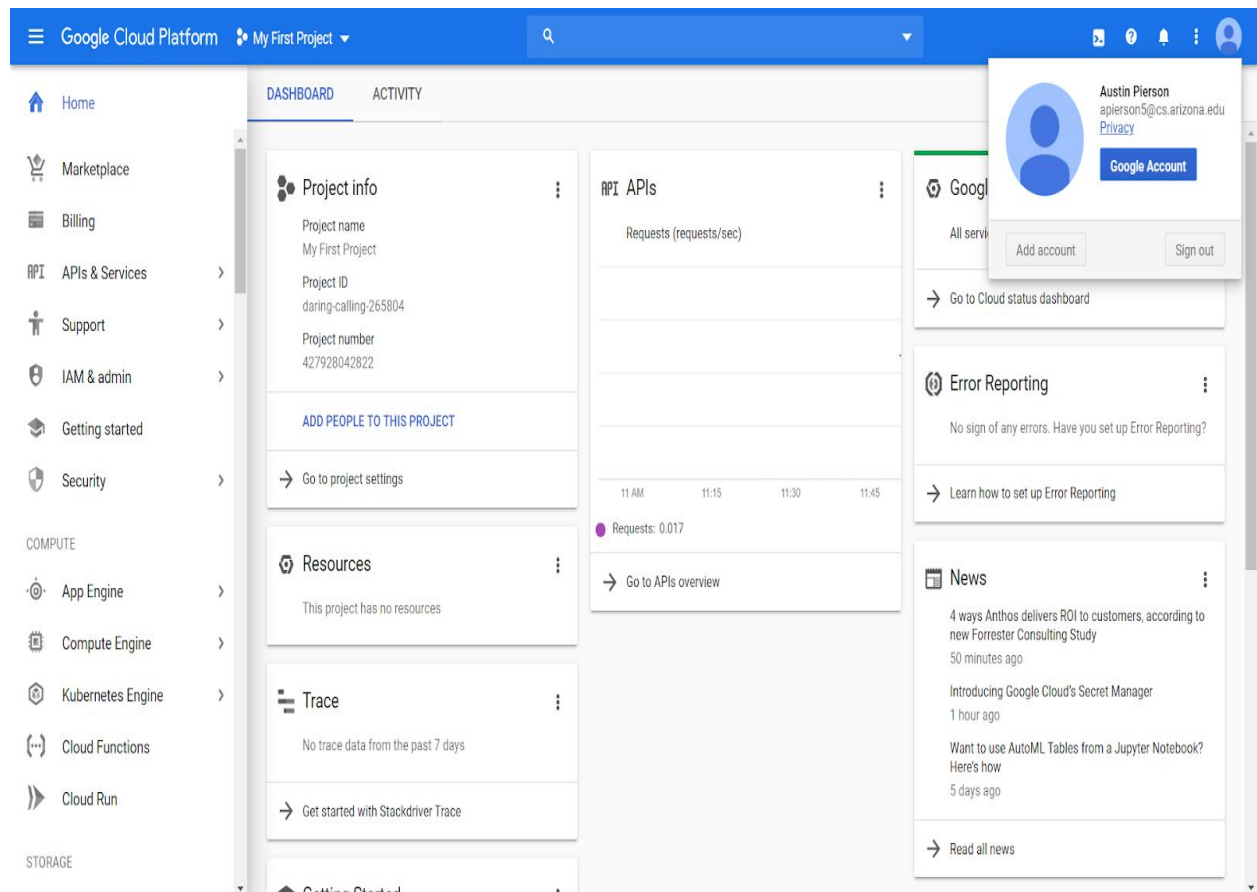 Google Cloud Platform
My First Project
Austin Pierson
apierson5@cs.arizona.edu
Privacy
Google Account
Add account
Sign out
Home
Marketplace
Billing
API APIs & Services
Support
IAM & admin
Getting started
Security
COMPUTE
App Engine
Compute Engine
Kubernetes Engine
Cloud Functions
Cloud Run
STORAGE
DASHBOARD
ACTIVITY
Project info
Project name
My First Project
Project ID
daring-calling-265804
Project number
427928042822
ADD PEOPLE TO THIS PROJECT
Go to project settings
Resources
This project has no resources
Trace
No trace data from the past 7 days
Get started with Stackdriver Trace
Getting Started
API APIs
Requests (requests/sec)
11 AM 11:15 11:30 11:45
Requests: 0.017
Go to APIs overview
Googl
All servi
Go to Cloud status dashboard
Error Reporting
No sign of any errors. Have you set up Error Reporting?
Learn how to set up Error Reporting
News
4 ways Anthos delivers ROI to customers, according to
new Forrester Consulting Study
50 minutes ago
Introducing Google Cloud's Secret Manager
1 hour ago
Want to use AutoML Tables from a Jupyter Notebook?
Here's how
5 days ago
Read all news